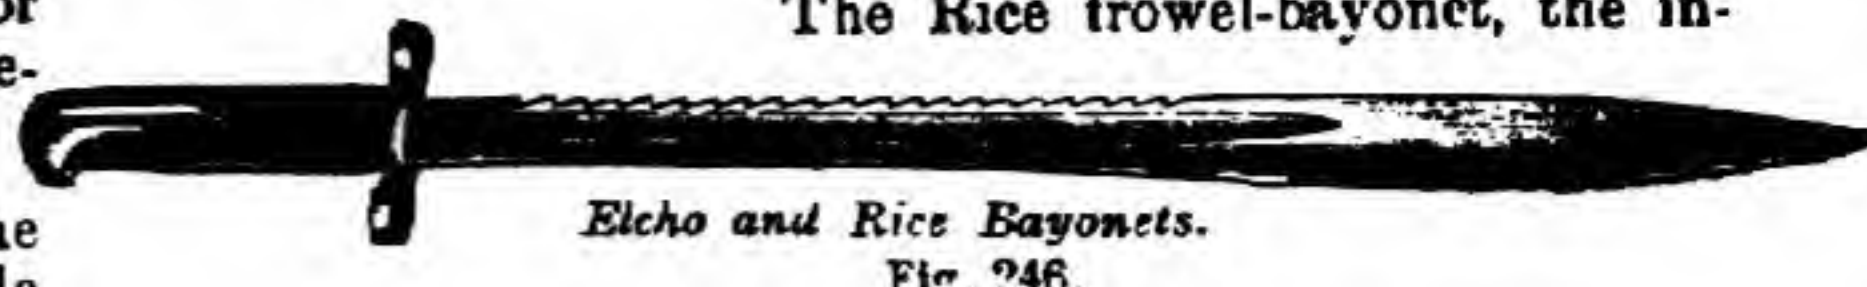 The Rice trowel-bayonet, the in-
e-
Elcho and Rice Bayonets.
Fig. 246.